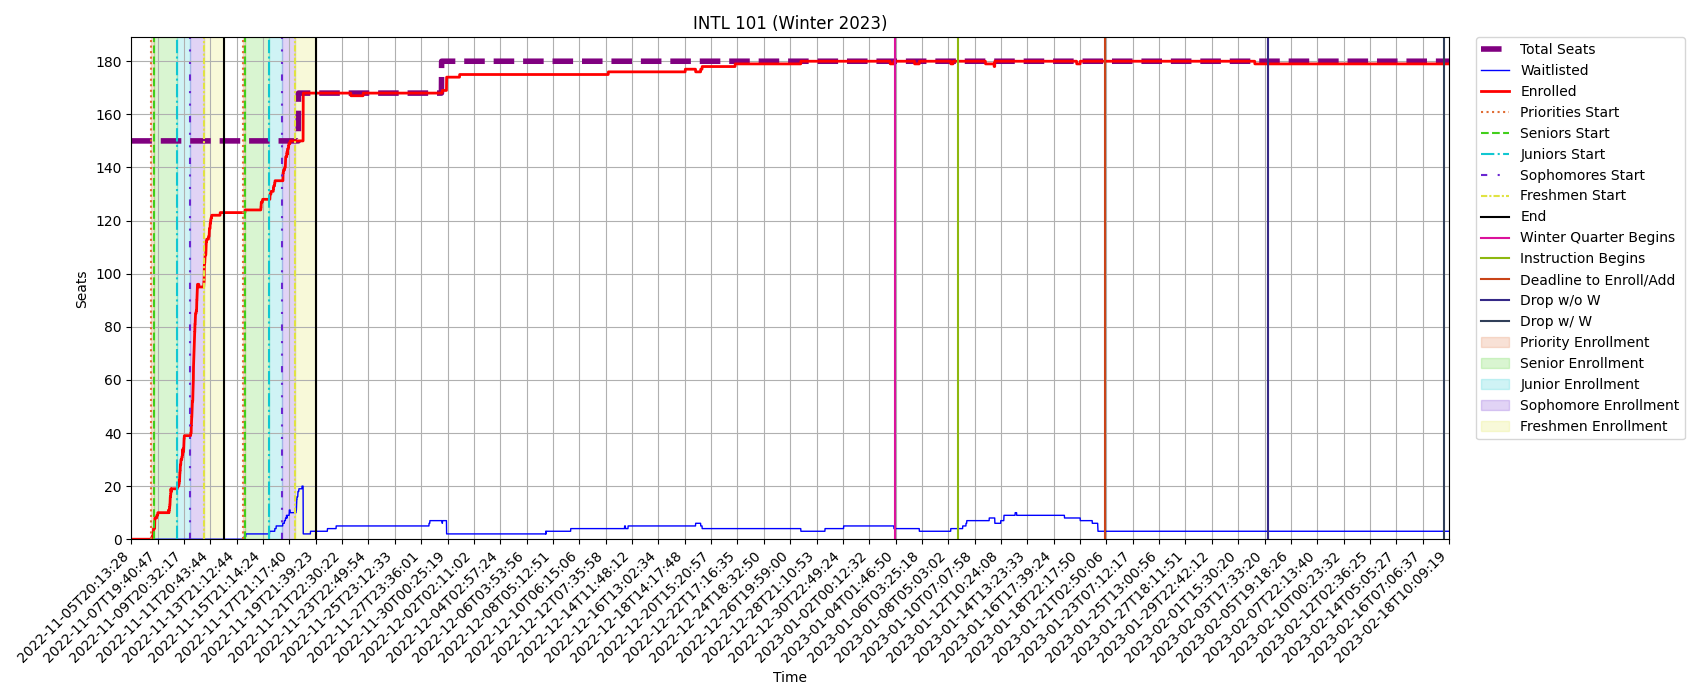 INTL 101 (Winter 2023)
Seats
180
160
140
120
100
80
60
40
20
0
2022-11-05T20:13:28
2022-11-07T19:40:47
2022-11-09T20:32:17
2022-11-11T20:43:44
2022-11-13T21:12:44
2022-11-15T21:14:24
2022-11-17T21:17:40
2022-11-19T21:39:23
2022-11-21T22:30:22
2022-11-23T22:49:54
2022-11-25T23:12:33
2022-11-27T23:36:01
2022-11-30T00:25:19
2022-12-02T02:11:02
2022-12-04T02:57:24
2022-12-06T03:53:56
2022-12-08T05:12:51
2022-12-10T06:15:06
2022-12-12T07:35:58
2022-12-14T11:48:12
2022-12-16T13:02:34
2022-12-18T14:17:48
2022-12-20T15:20:57
2022-12-22T17:16:35
2022-12-24T18:32:50
2022-12-26T19:59:00
2022-12-28T21:10:53
2022-12-30T22:49:24
2023-01-02T00:12:32
2023-01-04T01:46:50
2023-01-06T03:25:18
2023-01-08T05:03:02
2023-01-10T07:07:58
2023-01-12T10:24:08
2023-01-14T13:23:33
2023-01-16T17:39:24
2023-01-18T22:17:50
2023-01-21T02:50:06
2023-01-23T07:12:17
2023-01-25T13:00:56
2023-01-27T18:11:51
2023-01-29T22:42:12
2023-02-01T15:30:20
2023-02-03T17:33:20
2023-02-05T19:18:26
2023-02-07T22:13:40
2023-02-10T00:23:32
2023-02-12T02:36:25
2023-02-14T05:05:27
2023-02-16T07:06:37
2023-02-18T10:09:19
Time
Total Seats
Waitlisted
Enrolled
Priorities Start
Seniors Start
Juniors Start
Sophomores Start
Freshmen Start
End
Winter Quarter Begins
Instruction Begins
Deadline to Enroll/Add
Drop w/o W
Drop w/ W
Priority Enrollment
Senior Enrollment
Junior Enrollment
Sophomore Enrollment
Freshmen Enrollment